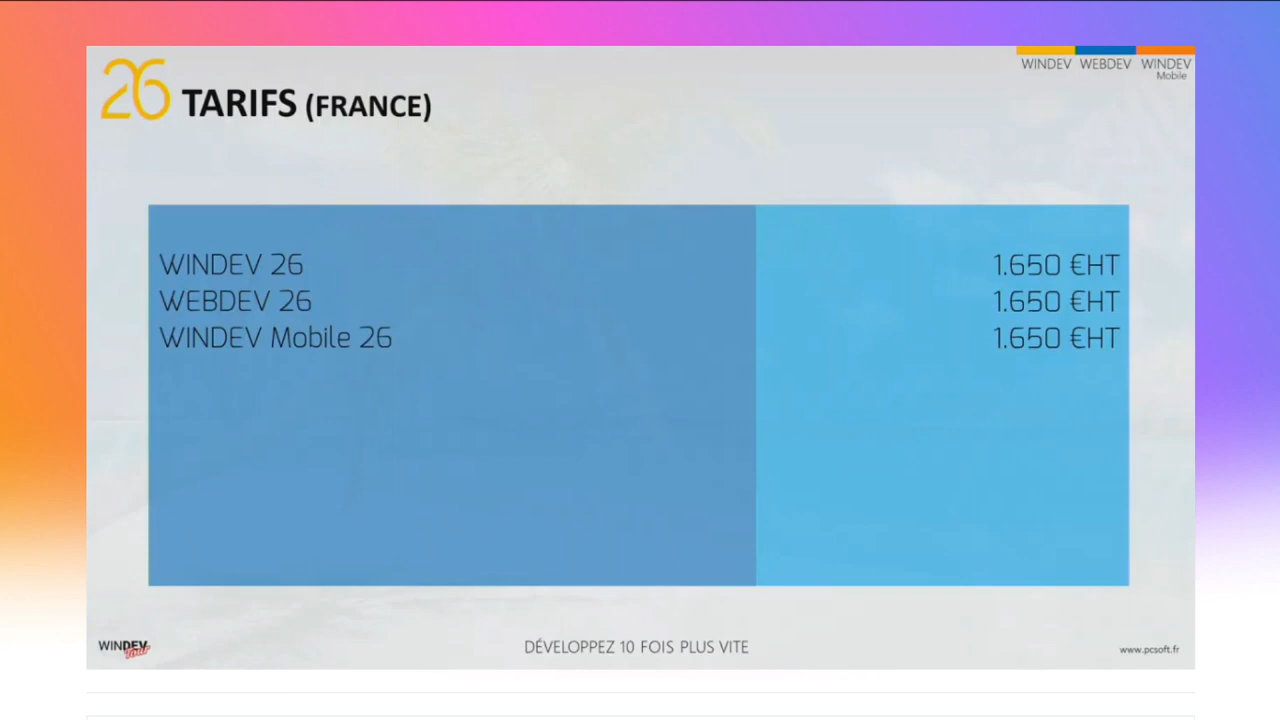 26 TARIFS (FRANCE)
WINDEV WEBDEV WINDEV
Mobile
WINDEV 26 1.650 €HT
WEBDEV 26 1.650 €HT
WINDEV Mobile 26 1.650 €HT
WINDEV Tour
DÉVELOPPEZ 10 FOIS PLUS VITE
www.pcsoft.fr